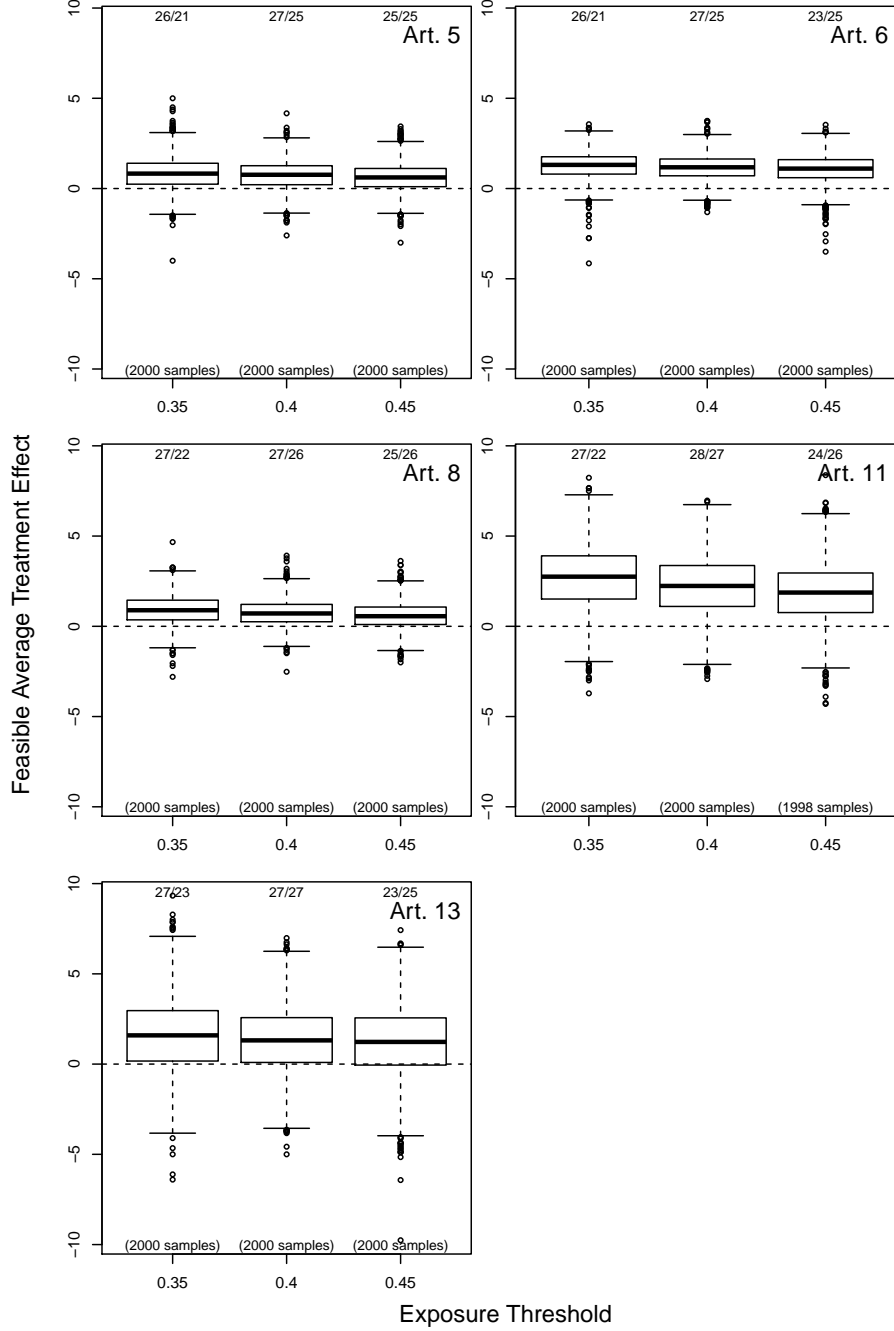 26/21 27/25 25/25
Art. 5
10
5
0
−5
−10
(2000 samples) (2000 samples) (2000 samples)
0.35 0.4 0.45
26/21 27/25 23/25
Art. 6
10
5
0
−5
−10
(2000 samples) (2000 samples) (2000 samples)
0.35 0.4 0.45
Feasible Average Treatment Effect
27/22 27/26 25/26
Art. 8
10
5
0
−5
−10
(2000 samples) (2000 samples) (2000 samples)
0.35 0.4 0.45
27/22 28/27 24/26
Art. 11
10
5
0
−5
−10
(2000 samples) (2000 samples) (1998 samples)
0.35 0.4 0.45
27/23 27/27 23/25
Art. 13
10
5
0
−5
−10
(2000 samples) (2000 samples) (2000 samples)
0.35 0.4 0.45
Exposure Threshold